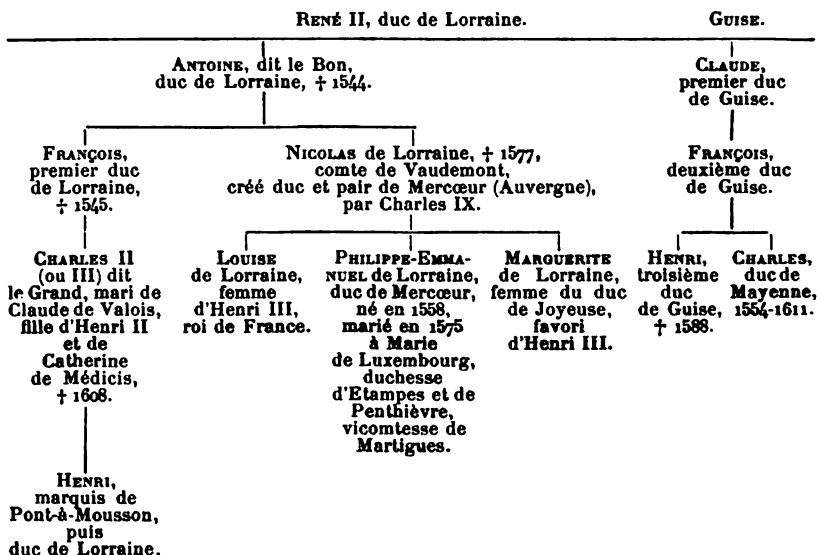 RENÉ II, duc de Lorraine.
GUISE.
ANTOINE, dit le Bon,
duc de Lorraine, † 1544.
CLAUDE,
premier duc
de Guise.
FRANÇOIS,
premier duc
de Lorraine,
† 1545.
NICOLAS de Lorraine, † 1577,
comte de Vaudemont,
créé duc et pair de Mercœur (Auvergne),
par Charles IX.
FRANÇOIS,
deuxième duc
de Guise.
CHARLES II
(ou III) dit
le Grand, mari de
Claude de Valois,
fille d'Henri II
et de
Catherine
de Médicis,
† 1608.
LOUISE
de Lorraine,
femme
d'Henri III,
roi de France.
PHILIPPE-EMMA-
NUEL de Lorraine,
duc de Mercœur,
né en 1558,
marié en 1575
à Marie
de Luxembourg,
duchesse
d'Etampes et de
Penthièvre,
vicomtesse de
Martigues.
MARGUERITE
de Lorraine,
femme du duc
de Joyeuse,
favori
d'Henri III.
HENRI,
troisième
duc
de Guise,
† 1588.
CHARLES,
duc de
Mayenne,
1554-1611.
HENRI,
marquis de
Pont-à-Mousson,
puis
duc de Lorraine.